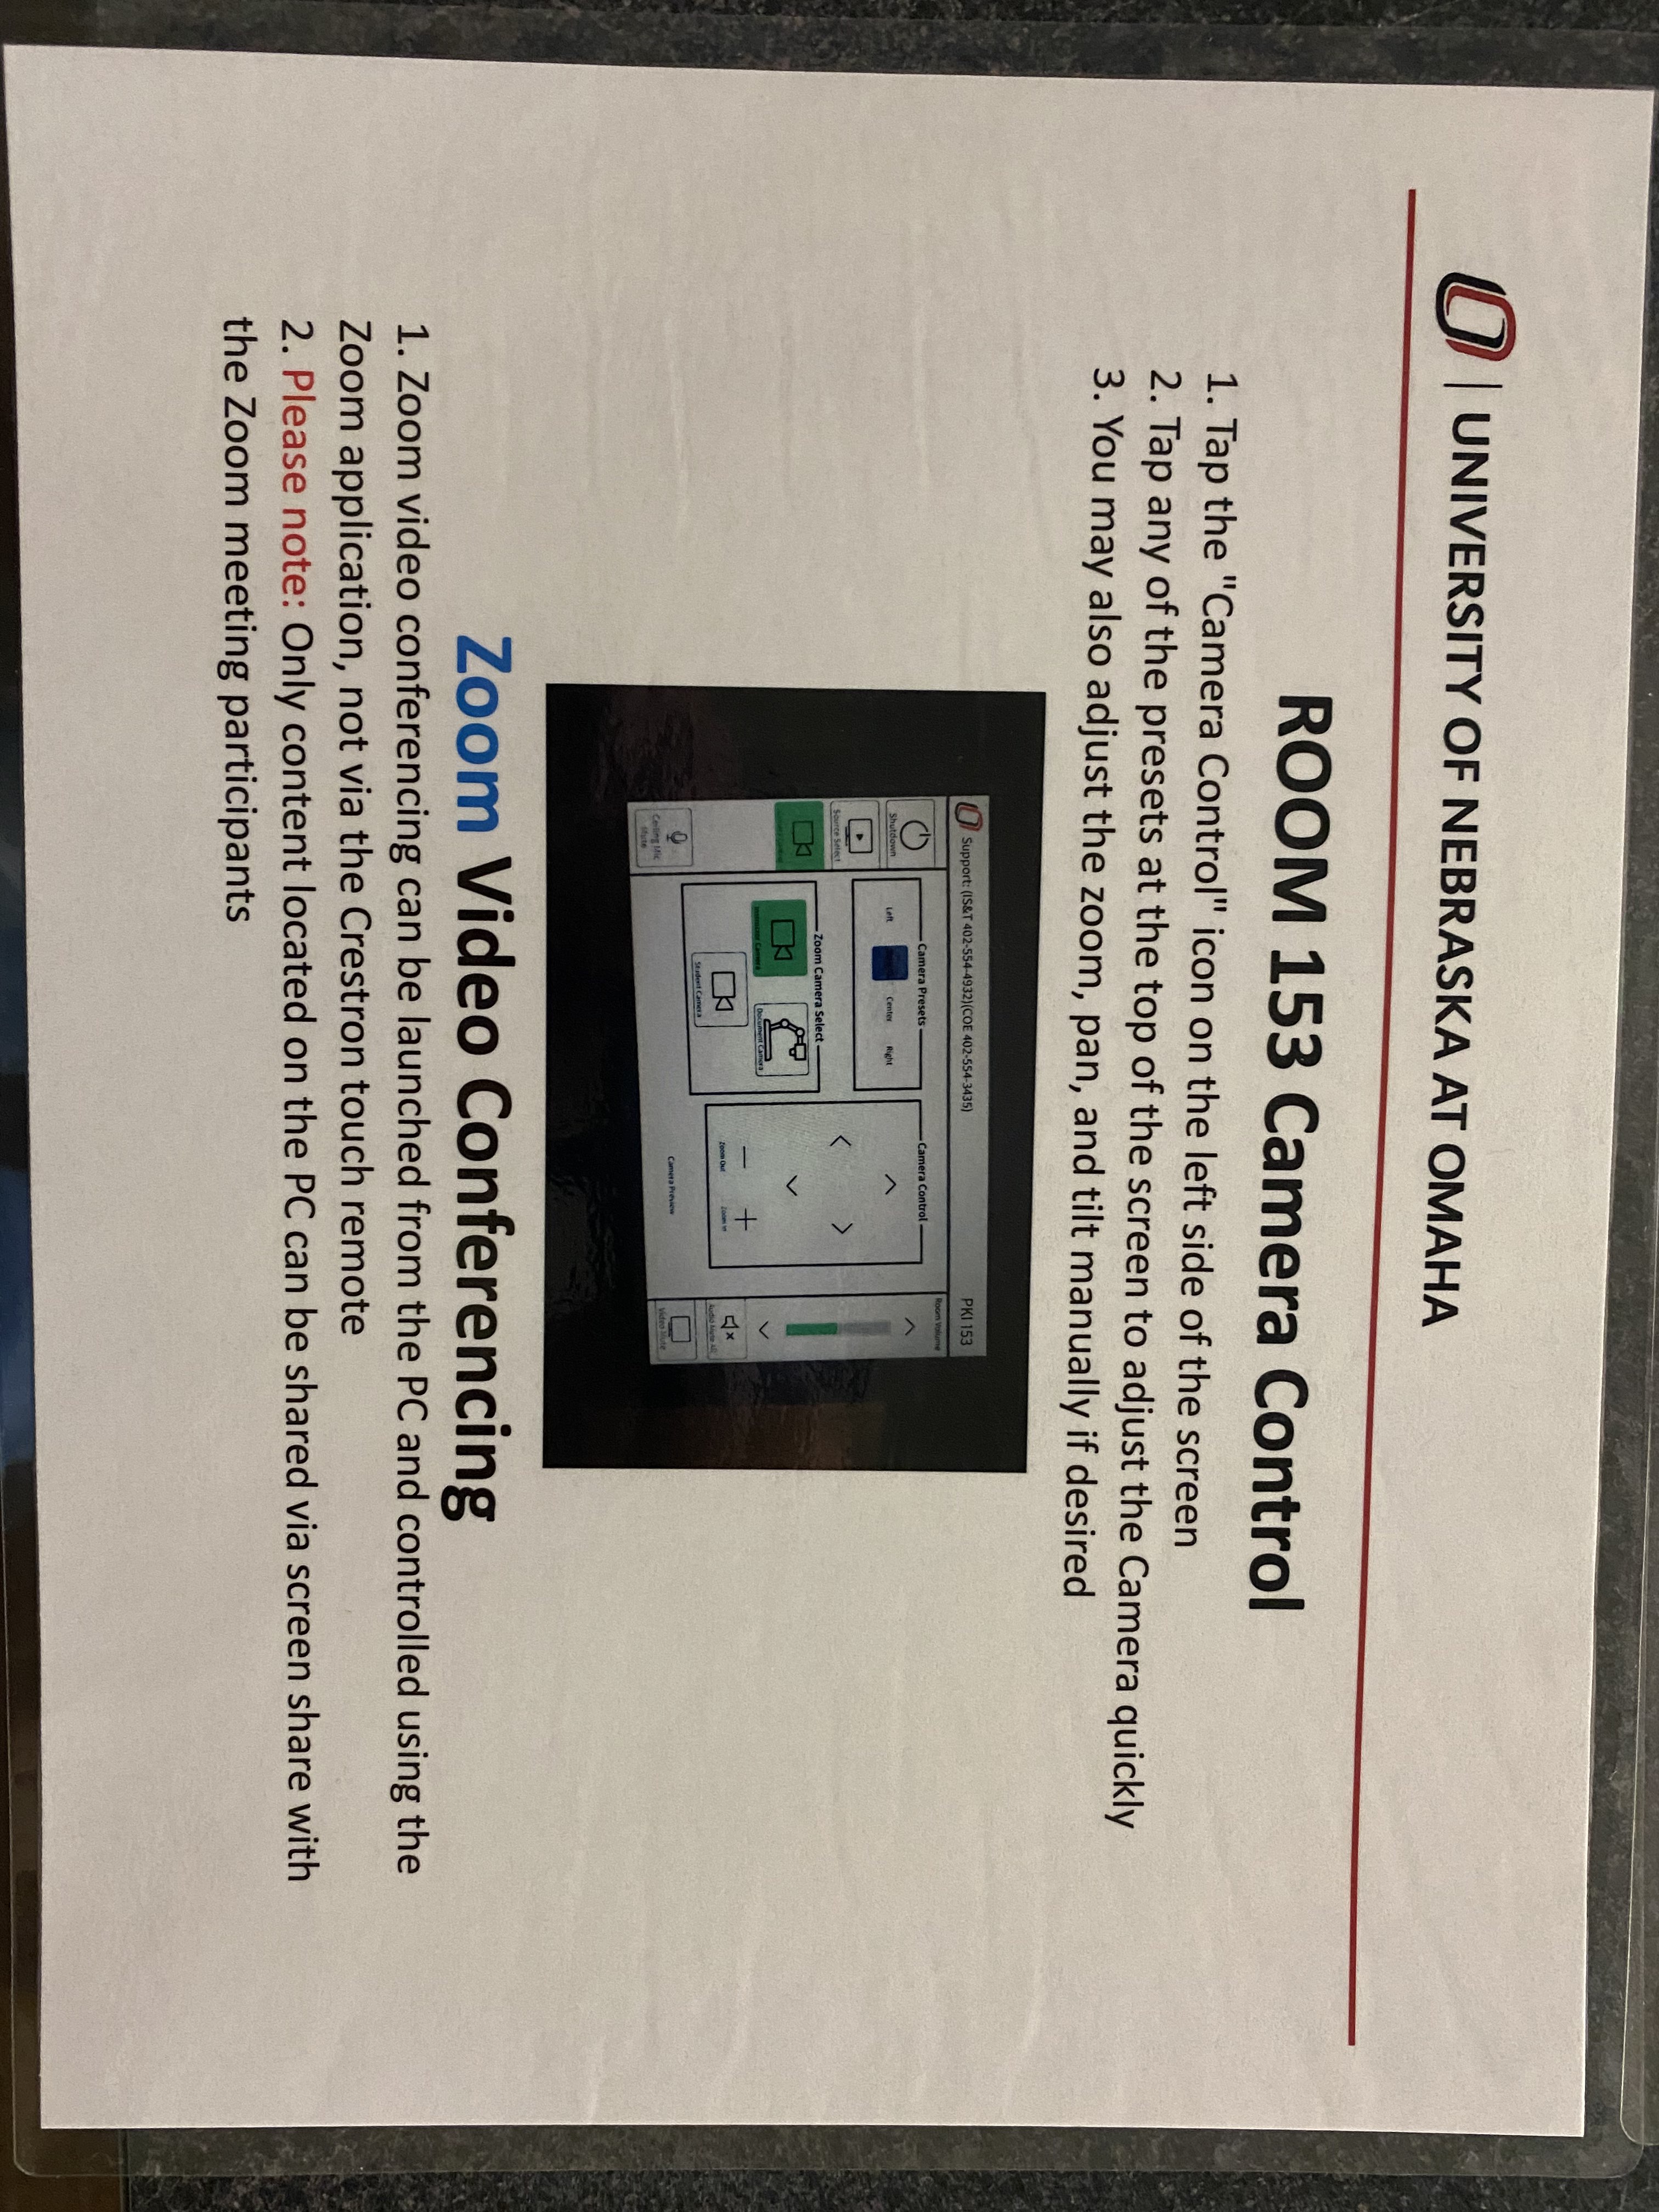 UNIVERSITY OF NEBRASKA AT OMAHA
ROOM 153 Camera Control
1. Tap the "Camera Control" icon on the left side of the screen
2. Tap any of the presets at the top of the screen to adjust the Camera quickly
3. You may also adjust the zoom, pan, and tilt manually if desired
Support: (IS&T 402-554-4932)(COE 402-554-3435)
PKI 153
Shutdown
Source Select
Ceiling Mic
Mute
Camera Presets
Left
Center
Right
Zoom Camera Select
Instructor Camera
Document Camera
Student Camera
Camera Control
Zoom Out
Zoom In
Camera Preview
Room Volume
Audio Mute
Video Mute
Zoom Video Conferencing
1. Zoom video conferencing can be launched from the PC and controlled using the
Zoom application, not via the Crestron touch remote
2. Please note: Only content located on the PC can be shared via screen share with
the Zoom meeting participants